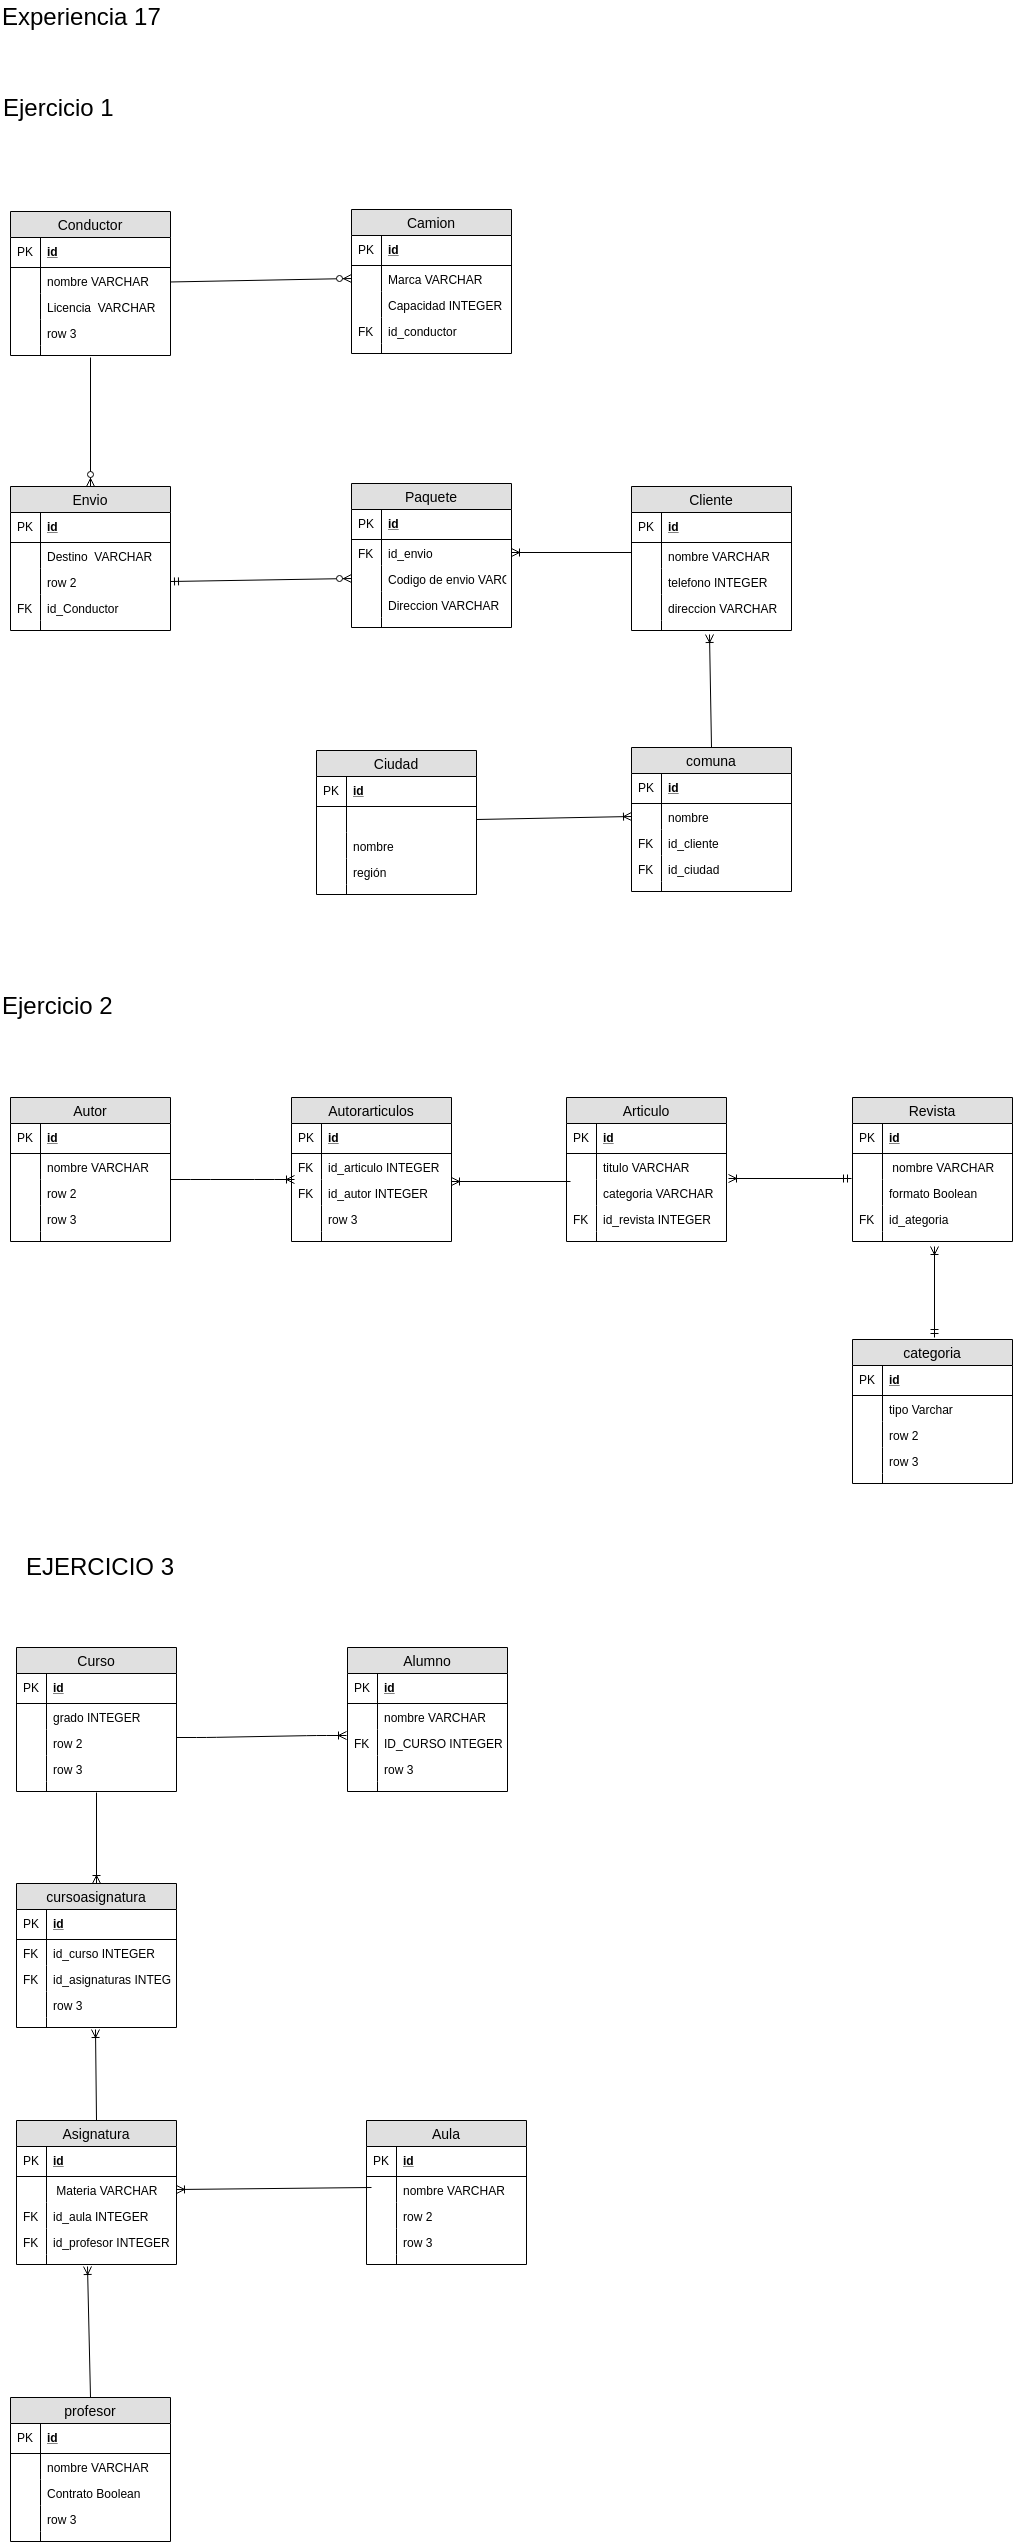 Experiencia 17
Ejercicio 1
Conductor
PK id
nombre VARCHAR
Licencia  VARCHAR
row 3
Camion
PK id
Marca VARCHAR
Capacidad INTEGER
FK id_conductor
Envio
PK id
Destino  VARCHAR
row 2
FK id_Conductor
Paquete
PK id
FK id_envio
Codigo de envio VARC
Direccion VARCHAR
Cliente
PK id
nombre VARCHAR
telefono INTEGER
direccion VARCHAR
Ciudad
PK id
nombre
región
comuna
PK id
nombre
FK id_cliente
FK id_ciudad
Ejercicio 2
Autor
PK id
nombre VARCHAR
row 2
row 3
Autorarticulos
PK id
FK id_articulo INTEGER
FK id_autor INTEGER
row 3
Articulo
PK id
titulo VARCHAR
categoria VARCHAR
FK id_revista INTEGER
Revista
PK id
nombre VARCHAR
formato Boolean
FK id_ategoria
categoria
PK id
tipo Varchar
row 2
row 3
EJERCICIO 3
Curso
PK id
grado INTEGER
row 2
row 3
Alumno
PK id
nombre VARCHAR
FK ID_CURSO INTEGER
row 3
cursoasignatura
PK id
FK id_curso INTEGER
FK id_asignaturas INTEG
row 3
Asignatura
PK id
Materia VARCHAR
FK id_aula INTEGER
FK id_profesor INTEGER
Aula
PK id
nombre VARCHAR
row 2
row 3
profesor
PK id
nombre VARCHAR
Contrato Boolean
row 3